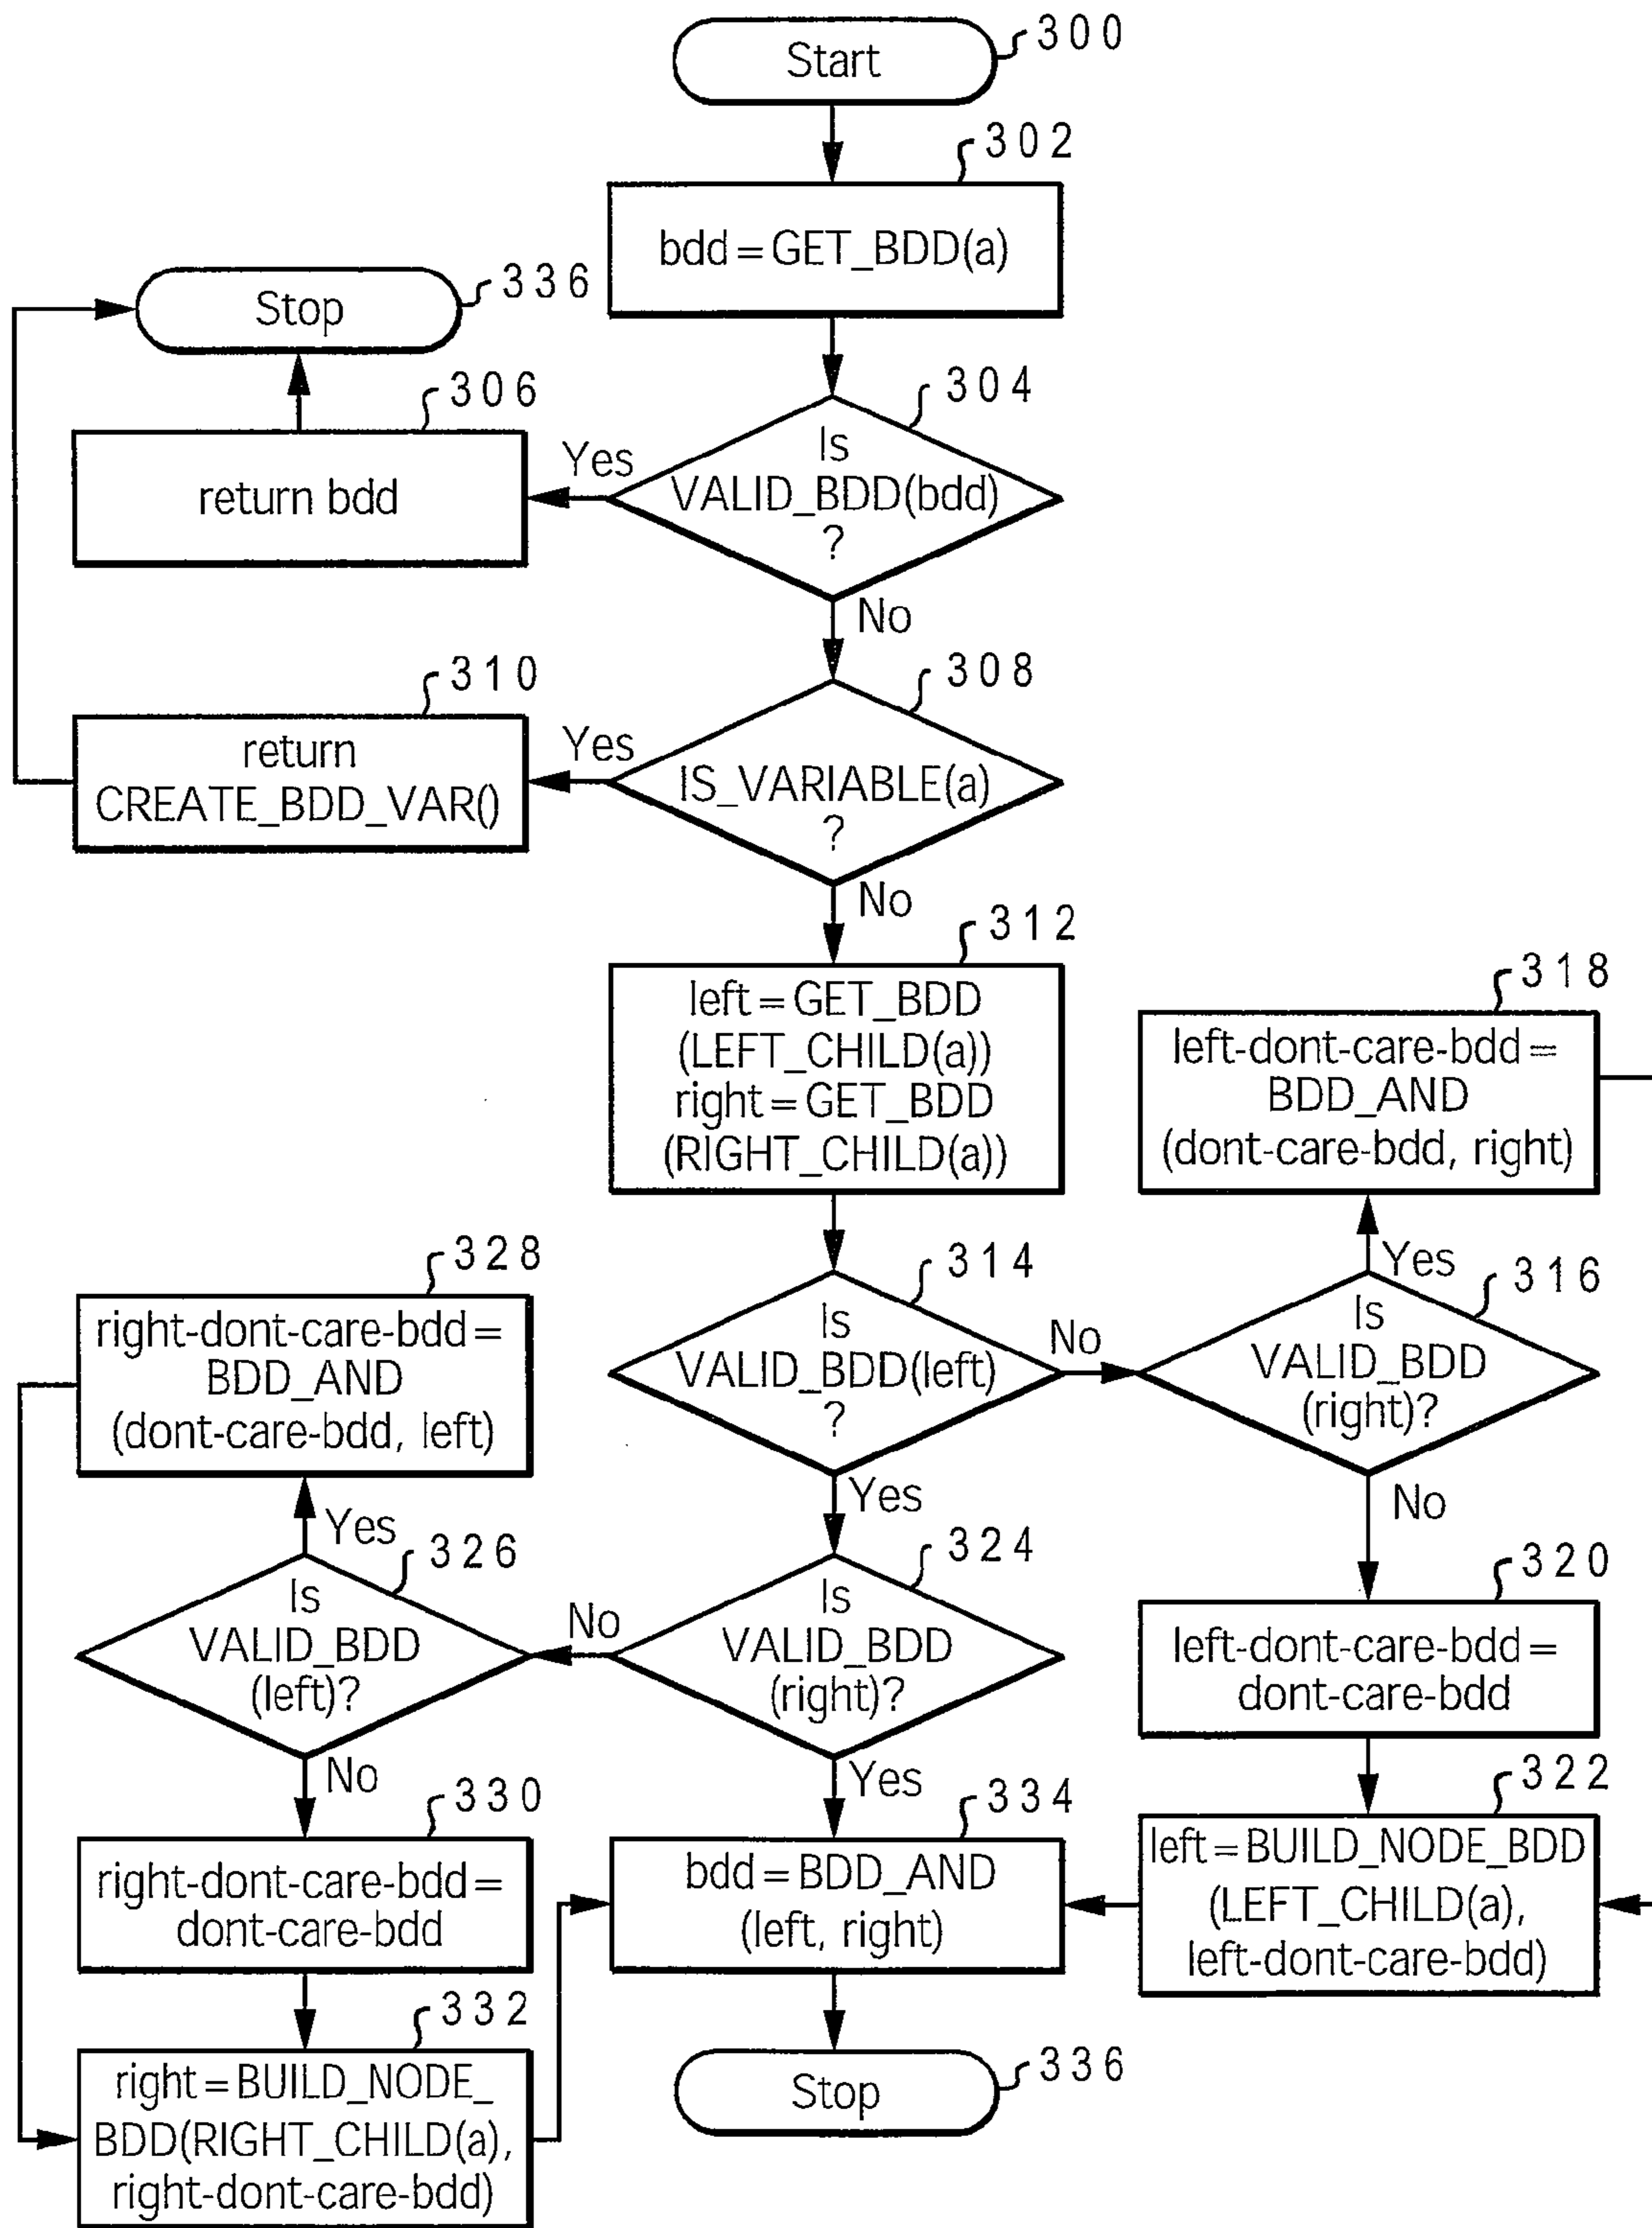 Start
300
302
bdd = GET_BDD(a)
Stop
336
306
return bdd
Yes
304
Is
VALID_BDD(bdd)
?
No
310
return
CREATE_BDD_VAR()
Yes
308
IS_VARIABLE(a)
?
No
312
left = GET_BDD
(LEFT_CHILD(a))
right = GET_BDD
(RIGHT_CHILD(a))
318
left-dont-care-bdd =
BDD_AND
(dont-care-bdd, right)
Yes
328
right-dont-care-bdd =
BDD_AND
(dont-care-bdd, left)
Yes
314
Is
VALID_BDD(left)
?
No
Yes
316
Is
VALID_BDD
(right)?
No
326
Is
VALID_BDD
(left)?
No
No
324
Is
VALID_BDD
(right)?
Yes
320
left-dont-care-bdd =
dont-care-bdd
330
right-dont-care-bdd =
dont-care-bdd
334
bdd = BDD_AND
(left, right)
322
left = BUILD_NODE_BDD
(LEFT_CHILD(a),
left-dont-care-bdd)
332
right = BUILD_NODE_
BDD(RIGHT_CHILD(a),
right-dont-care-bdd)
Stop
336